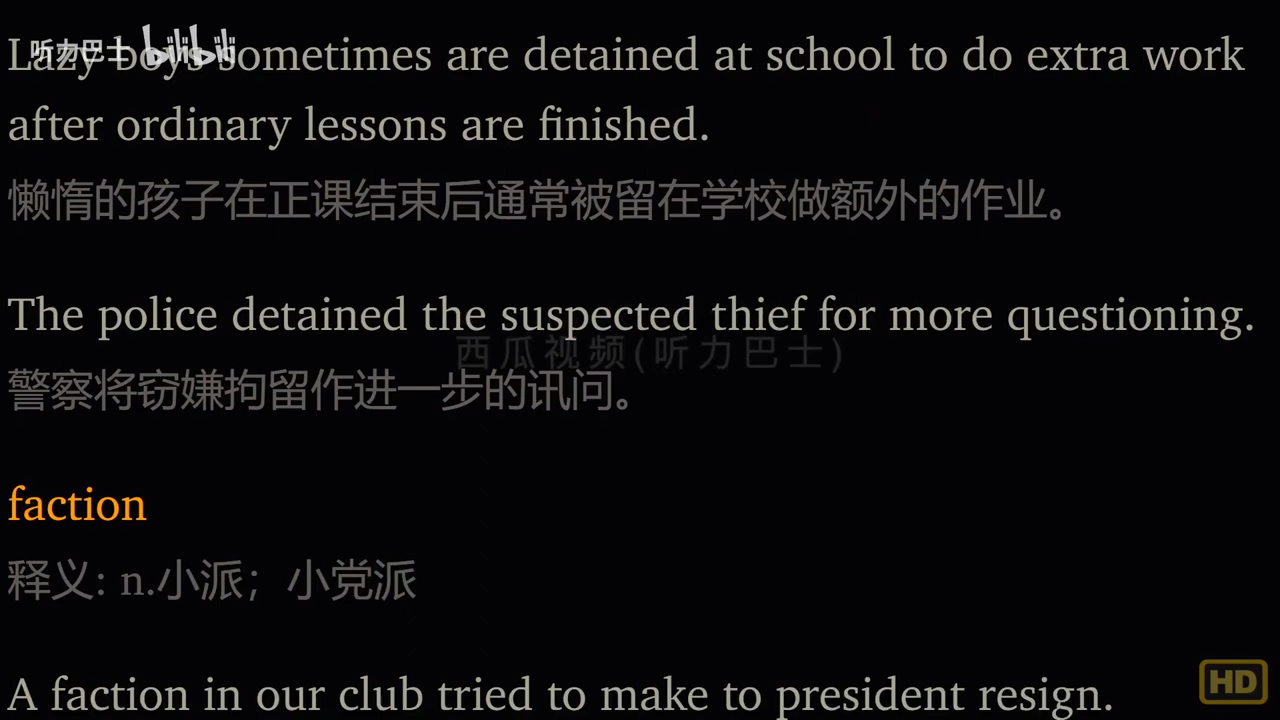 听力巴士 bilibili
Lazy boys sometimes are detained at school to do extra work
after ordinary lessons are finished.
懒惰的孩子在正课结束后通常被留在学校做额外的作业。
The police detained the suspected thief for more questioning.
西瓜视频(听力巴士)
警察将窃嫌拘留作进一步的讯问。
faction
释义: n.小派；小党派
A faction in our club tried to make to president resign.
HD